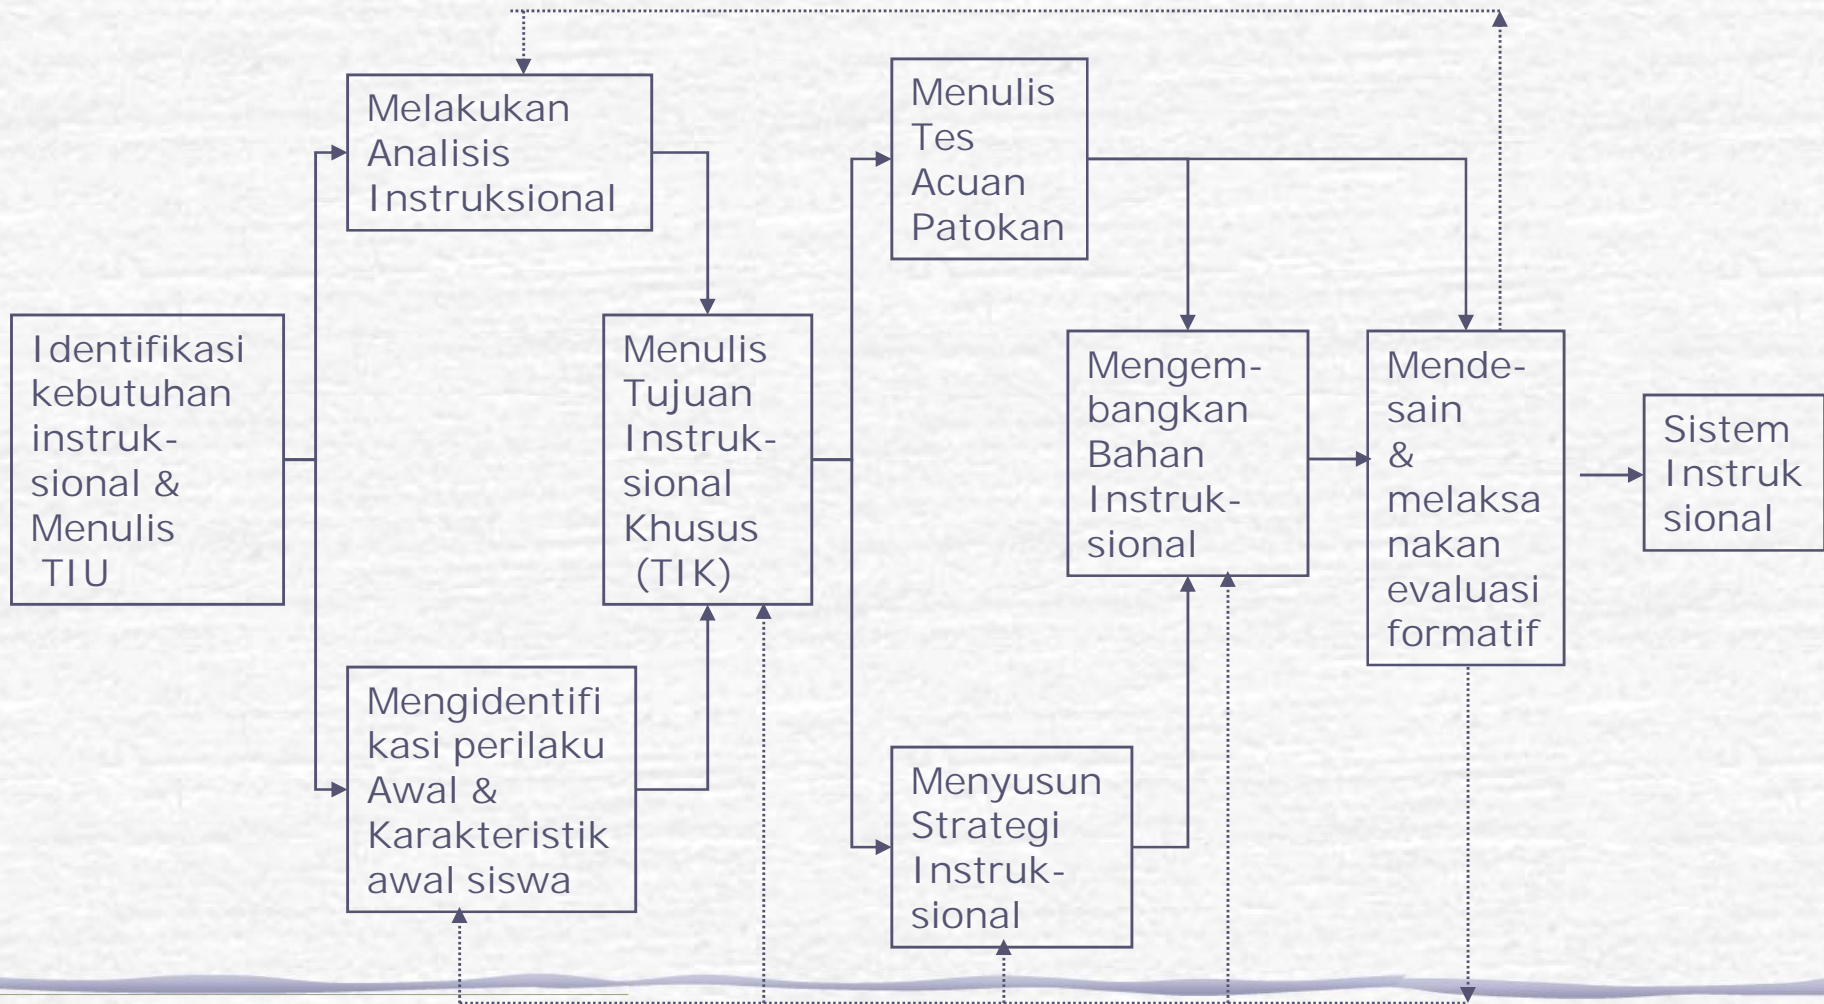 Identifikasi
kebutuhan
instruk-
sional &
Menulis
TIU
Melakukan
Analisis
Instruksional
Mengidentifi
kasi perilaku
Awal &
Karakteristik
awal siswa
Menulis
Tujuan
Instruk-
sional
Khusus
(TIK)
Menulis
Tes
Acuan
Patokan
Menyusun
Strategi
Instruk-
sional
Mengem-
bangkan
Bahan
Instruk-
sional
Mende-
sain
&
melaksa
nakan
evaluasi
formatif
Sistem
Instruk
sional